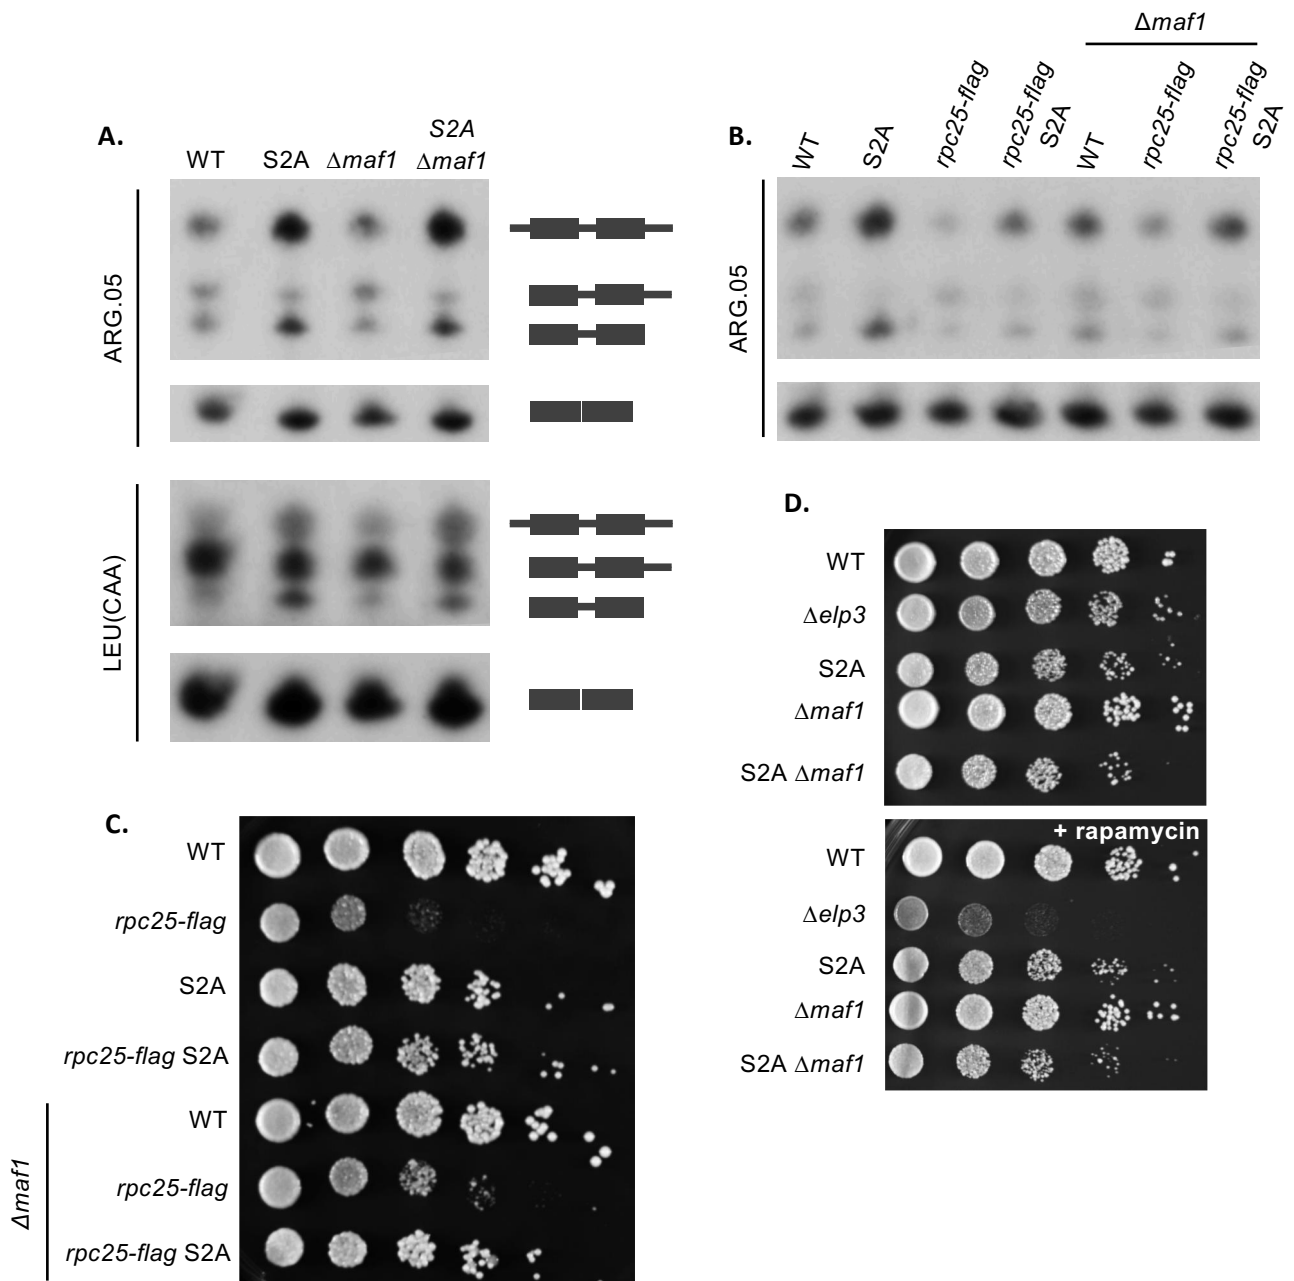 A.
WT
S2A
Δmaf1
S2A
Δmaf1
ARG.05
LEU(CAA)
B.
Δmaf1
WT
S2A
rpc25-flag
rpc25-flag
S2A
WT
rpc25-flag
rpc25-flag
S2A
ARG.05
C.
WT
rpc25-flag
S2A
rpc25-flag S2A
Δmaf1
WT
rpc25-flag
rpc25-flag S2A
D.
WT
Δelp3
S2A
Δmaf1
S2A Δmaf1
+ rapamycin
WT
Δelp3
S2A
Δmaf1
S2A Δmaf1